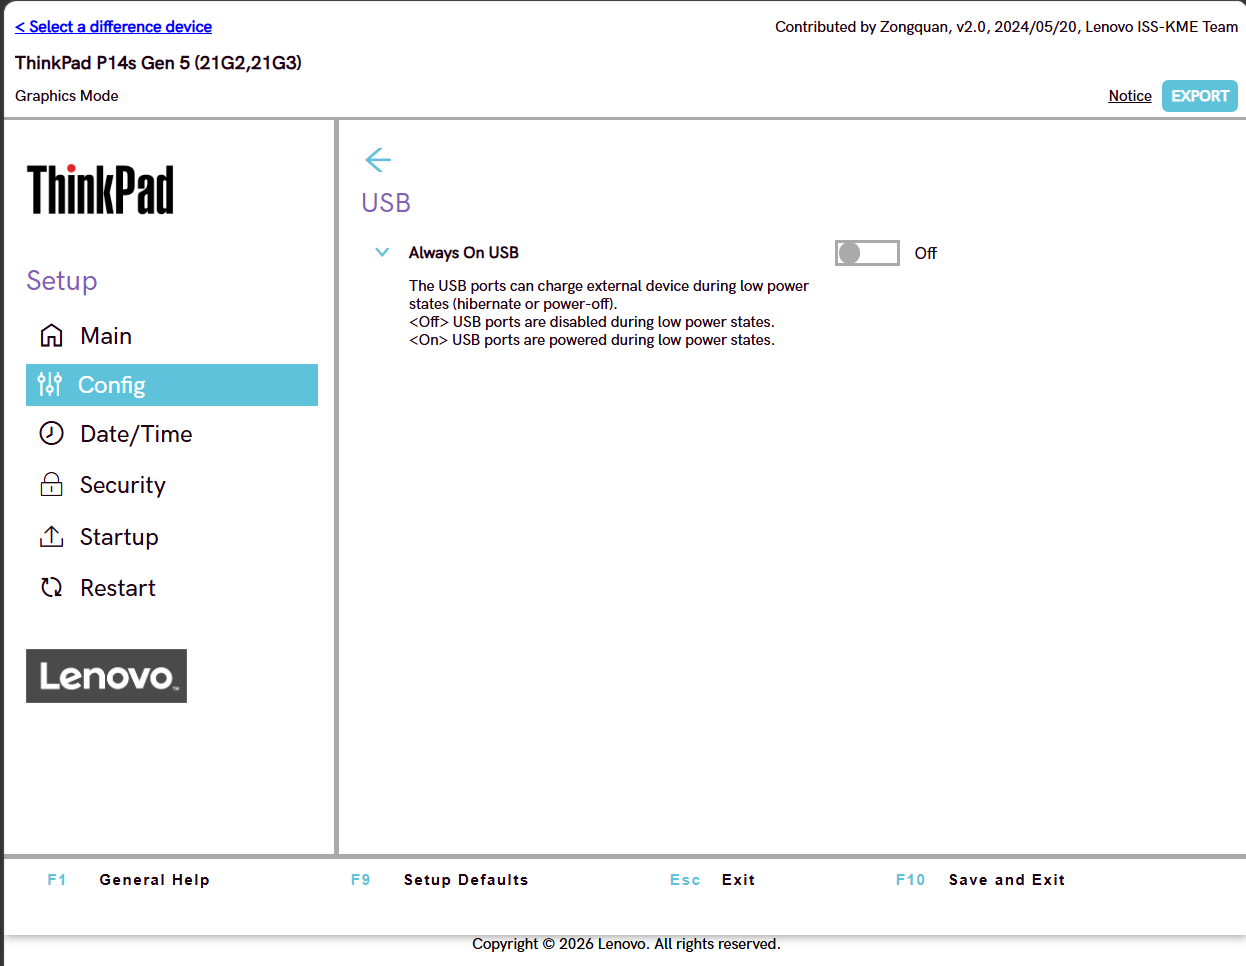 < Select a difference device
Contributed by Zongquan, v2.0, 2024/05/20, Lenovo ISS-KME Team
ThinkPad P14s Gen 5 (21G2,21G3)
Graphics Mode
Notice
EXPORT
ThinkPad
Setup
Main
Config
Date/Time
Security
Startup
Restart
Lenovo™
USB
Always On USB
Off
The USB ports can charge external device during low power
states (hibernate or power-off).
<Off> USB ports are disabled during low power states.
<On> USB ports are powered during low power states.
F1 General Help
F9 Setup Defaults
Esc Exit
F10 Save and Exit
Copyright © 2026 Lenovo. All rights reserved.